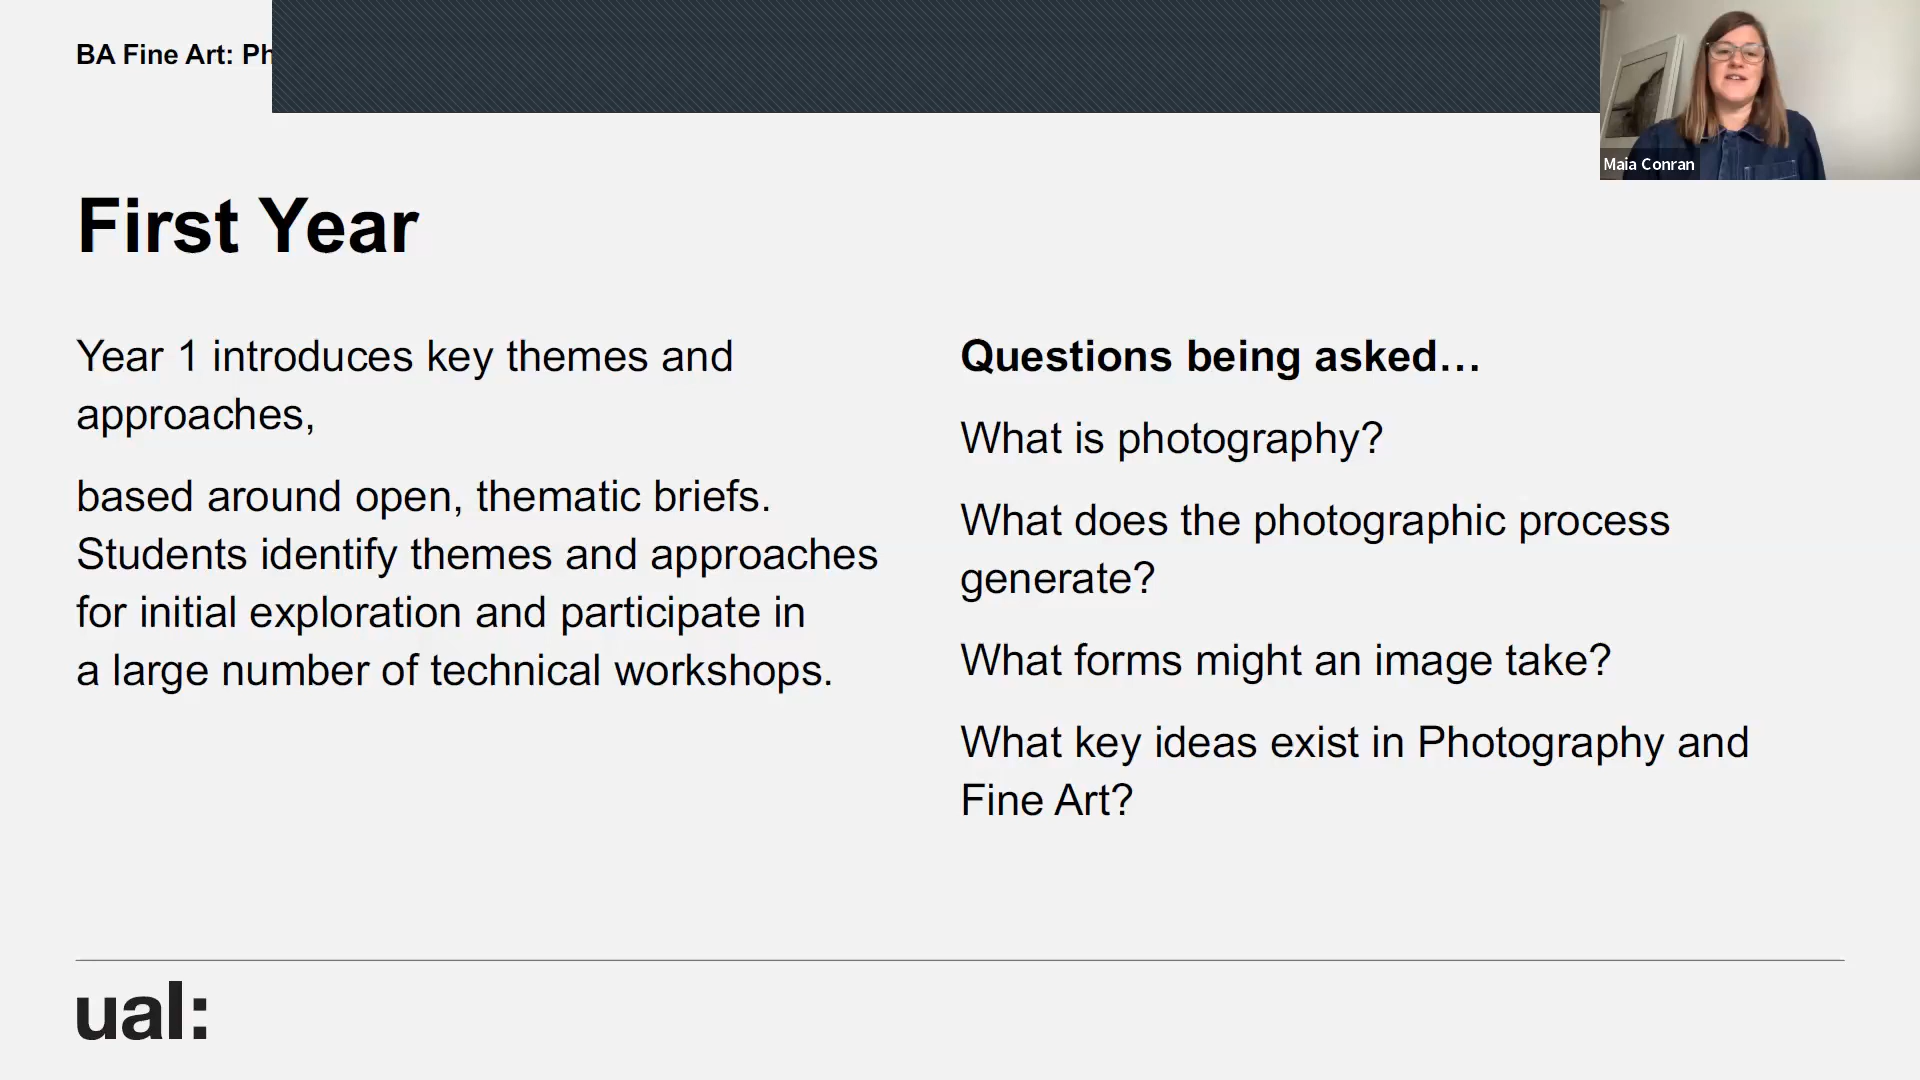 BA Fine Art: Ph
Maia Conran
First Year
Year 1 introduces key themes and
approaches,
based around open, thematic briefs.
Students identify themes and approaches
for initial exploration and participate in
a large number of technical workshops.
Questions being asked…
What is photography?
What does the photographic process
generate?
What forms might an image take?
What key ideas exist in Photography and
Fine Art?
ual: